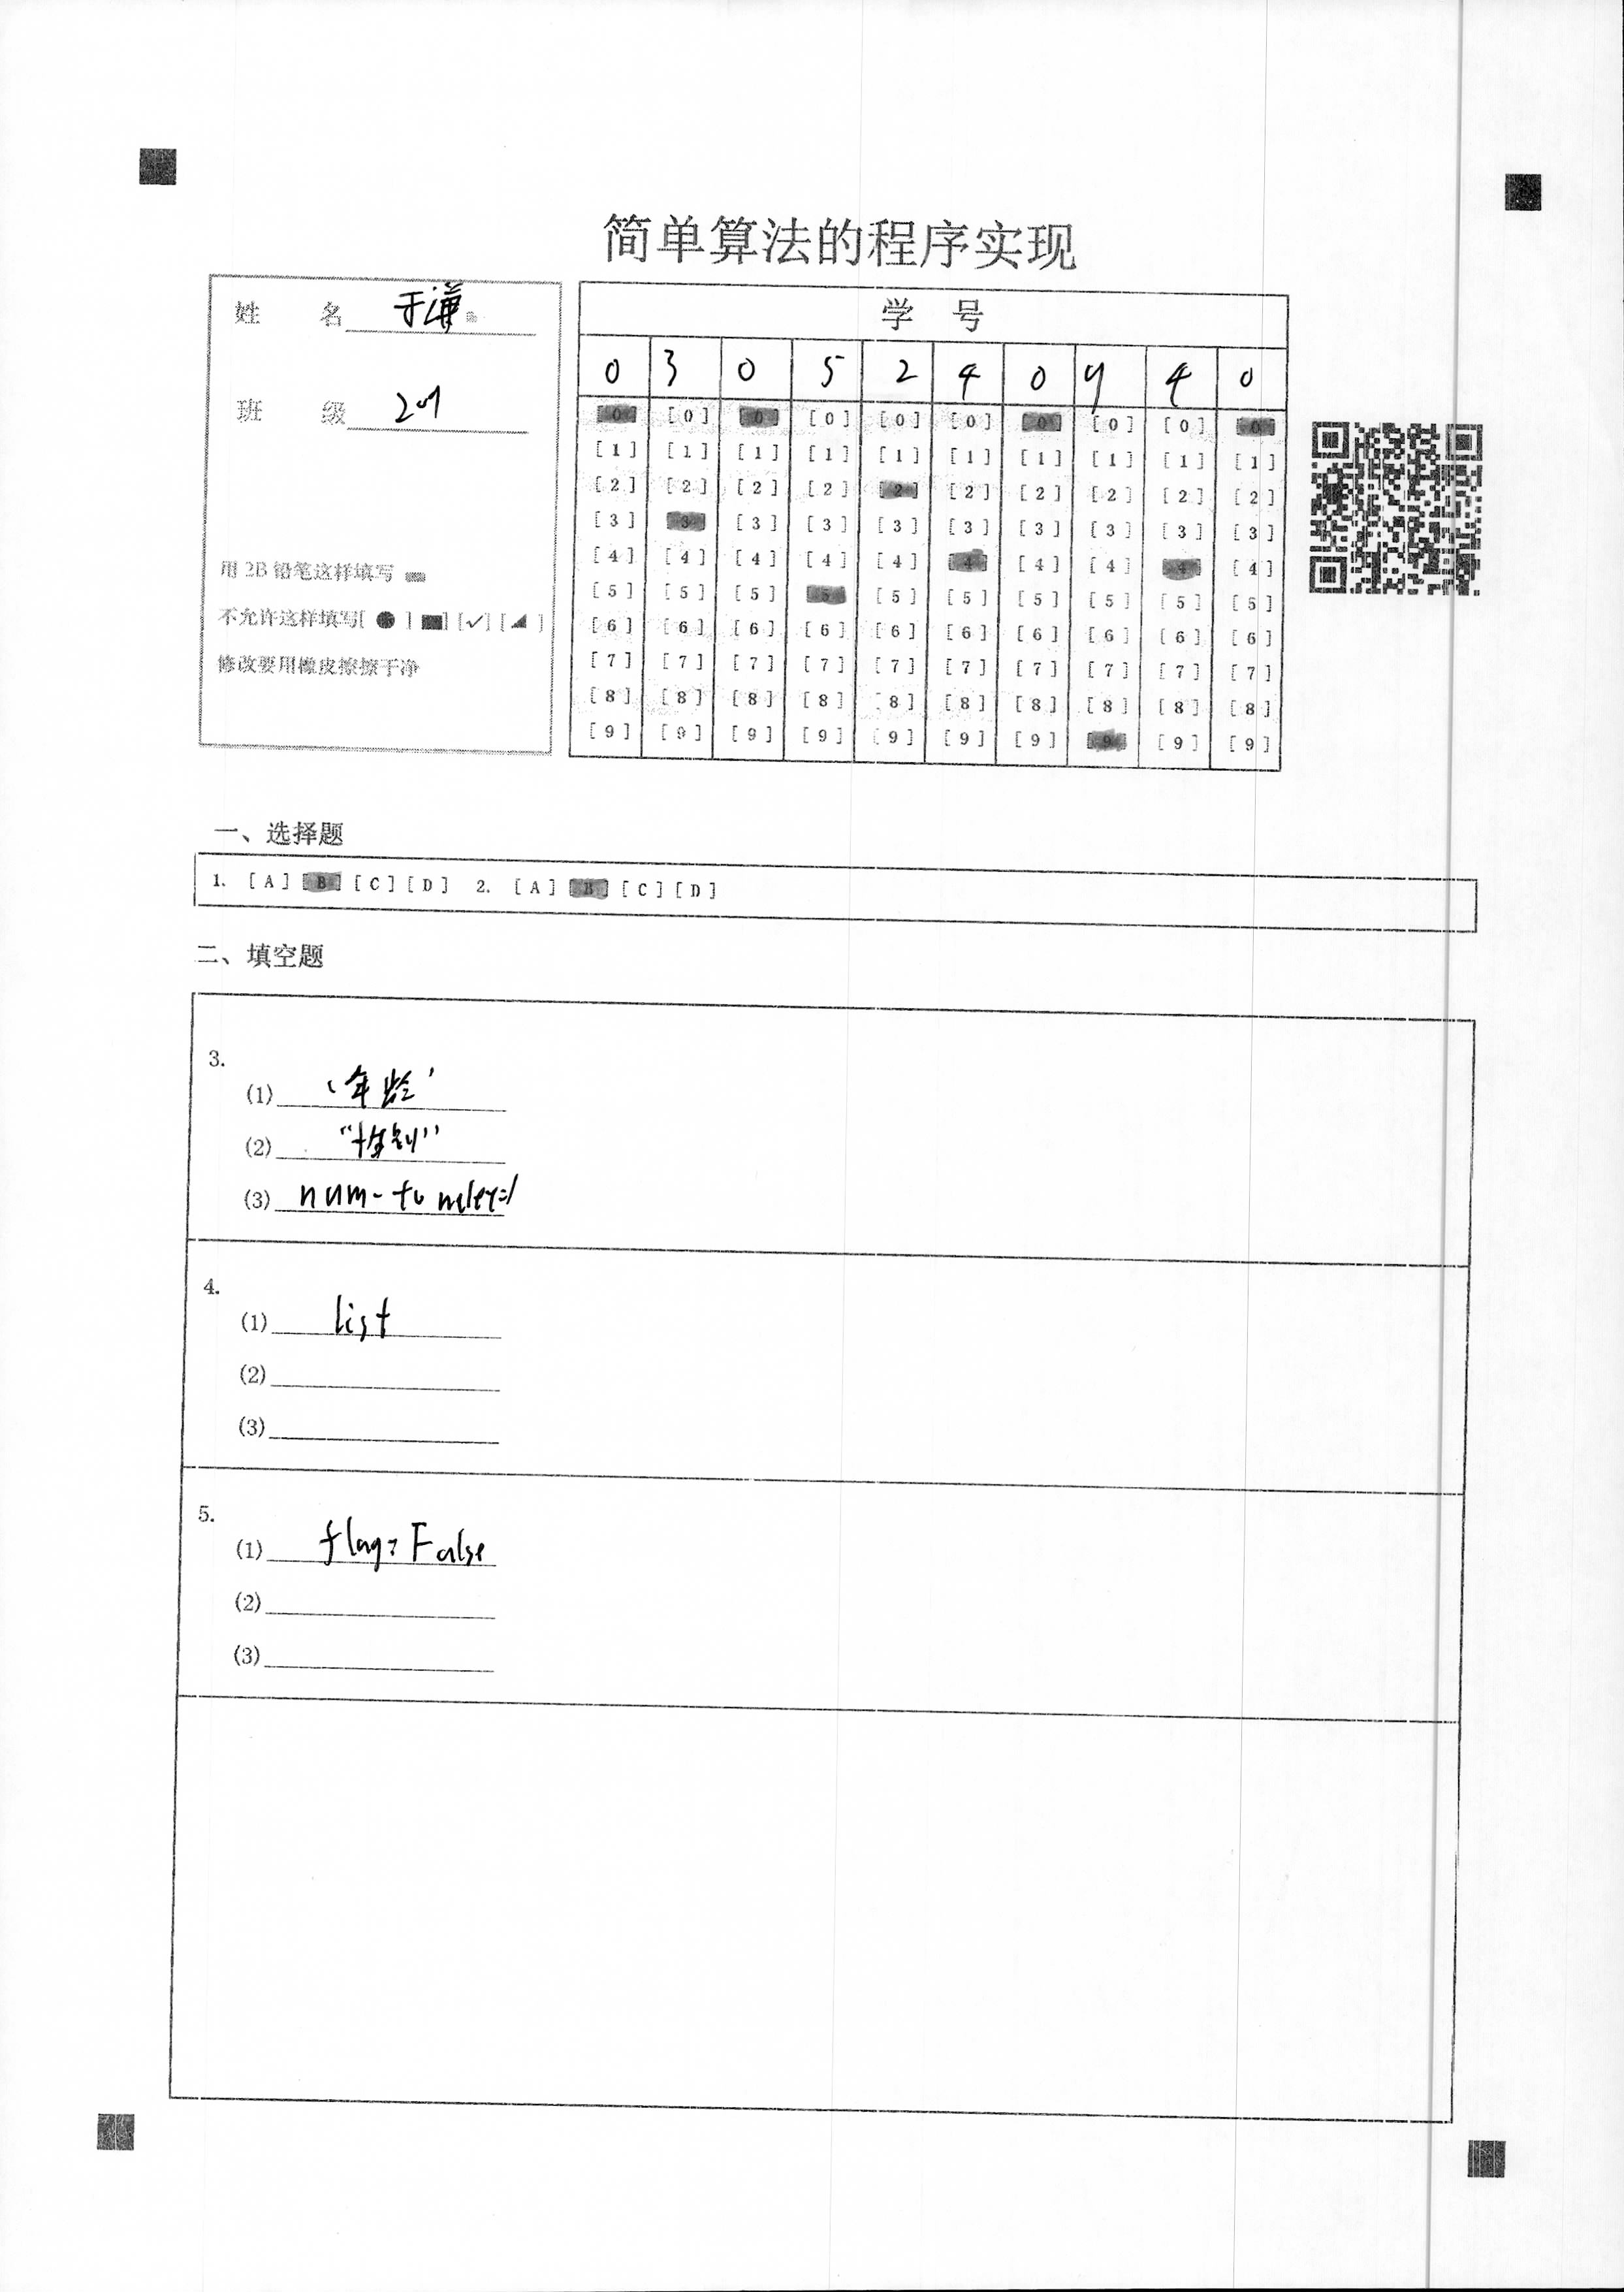 简单算法的程序实现
姓 名 于潇
班 级
用 2B 铅笔这样填写
不允许这样填写[ ● ] [■] [✓] [◢ ]
修改要用橡皮擦擦干净
学 号
0 3 0 5 2 4 0 9 4 0
[0] [0] [0] [0] [0] [0] [0] [0] [0] [0]
[1] [1] [1] [1] [1] [1] [1] [1] [1] [1]
[2] [2] [2] [2] [2] [2] [2] [2] [2] [2]
[3] [3] [3] [3] [3] [3] [3] [3] [3] [3]
[4] [4] [4] [4] [4] [4] [4] [4] [4] [4]
[5] [5] [5] [5] [5] [5] [5] [5] [5] [5]
[6] [6] [6] [6] [6] [6] [6] [6] [6] [6]
[7] [7] [7] [7] [7] [7] [7] [7] [7] [7]
[8] [8] [8] [8] [8] [8] [8] [8] [8] [8]
[9] [9] [9] [9] [9] [9] [9] [9] [9] [9]
一、选择题
1. [A] [B] [C] [D] 2. [A] [B] [C] [D]
二、填空题
3.
(1) '年龄'
(2) "性别"
(3)
4.
(1) list
(2)
(3)
5.
(1) flag=False
(2)
(3)